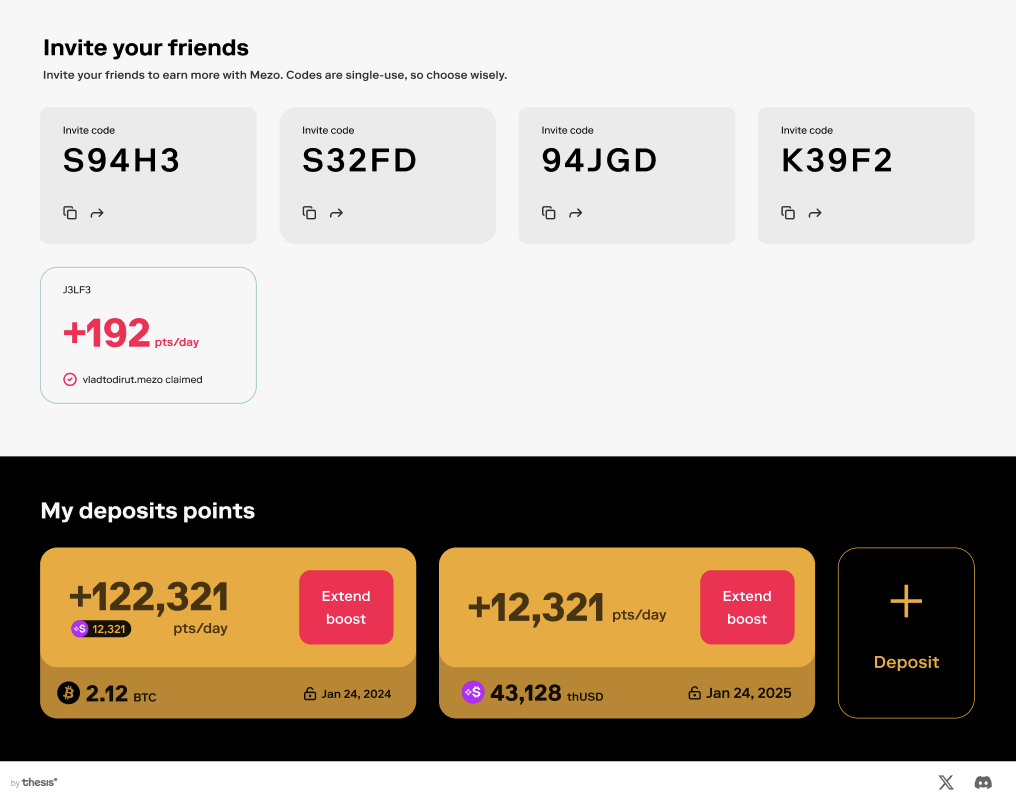 Invite your friends
Invite your friends to earn more with Mezo. Codes are single-use, so choose wisely.
Invite code
S94H3
Invite code
S32FD
Invite code
94JGD
Invite code
K39F2
J3LF3
+192 pts/day
vladtodirut.mezo claimed
My deposits points
+122,321
12,321
pts/day
Extend
boost
2.12 BTC
Jan 24, 2024
+12,321 pts/day
Extend
boost
43,128 thUSD
Jan 24, 2025
Deposit
by thesis*